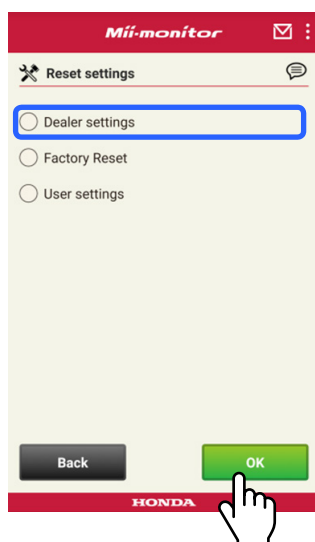 Mii-monitor
Reset settings
Dealer settings
Factory Reset
User settings
Back
OK
HONDA